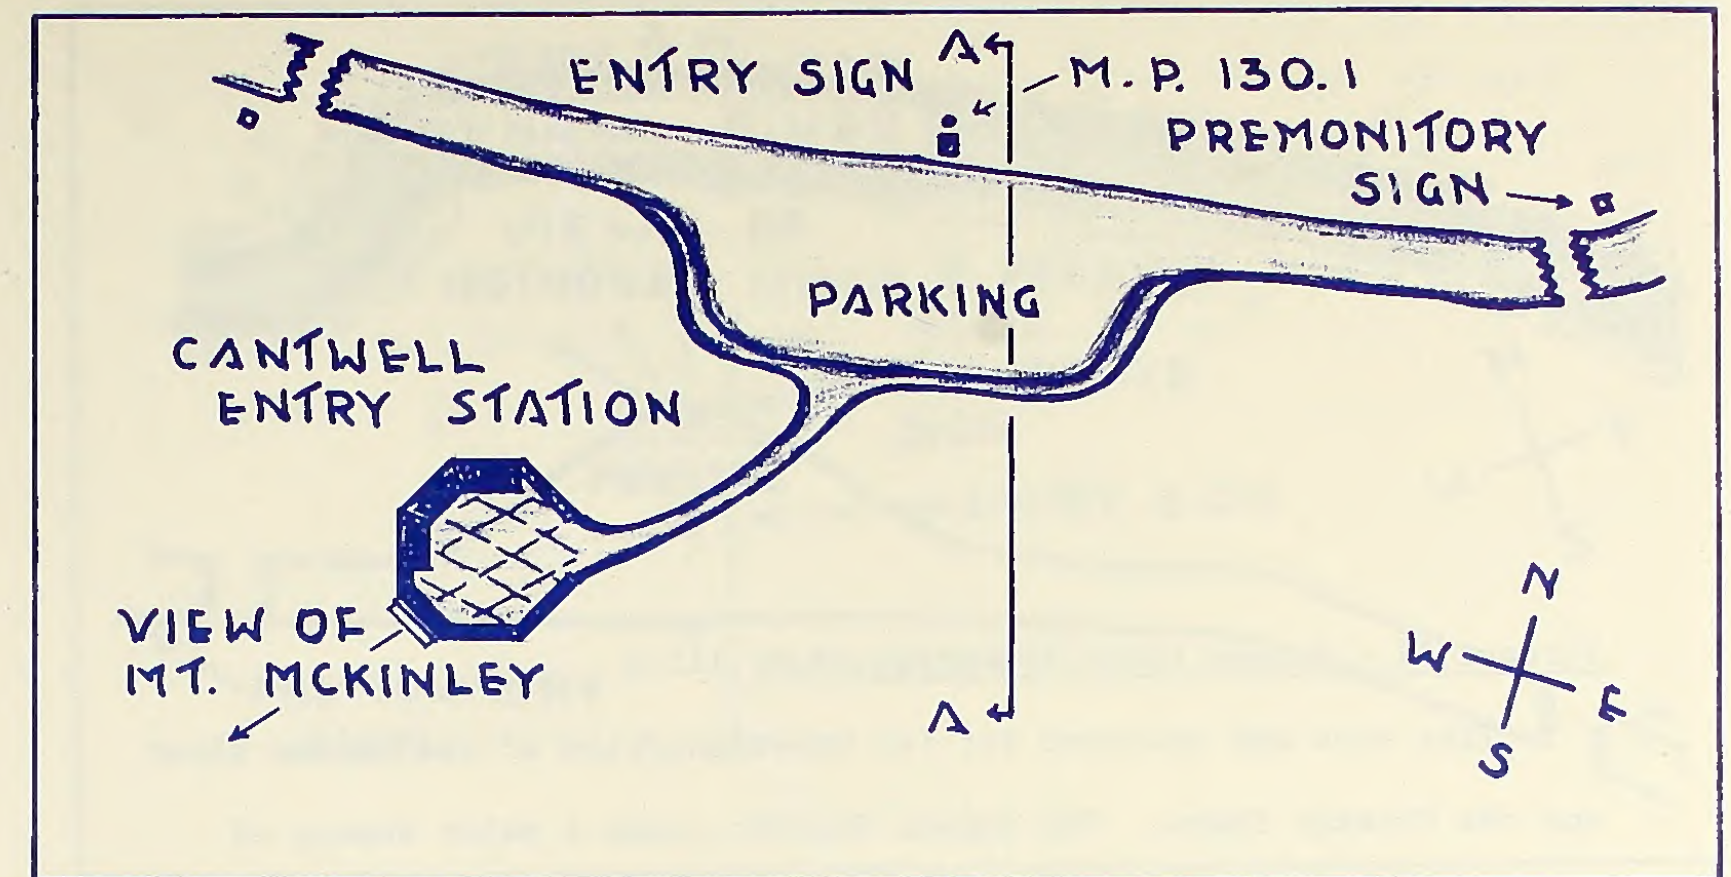 ENTRY SIGN
A
M.P. 130.1
PREMONITORY
SIGN
PARKING
CANTWELL
ENTRY STATION
VIEW OF
MT. MCKINLEY
A
N
W
E
S